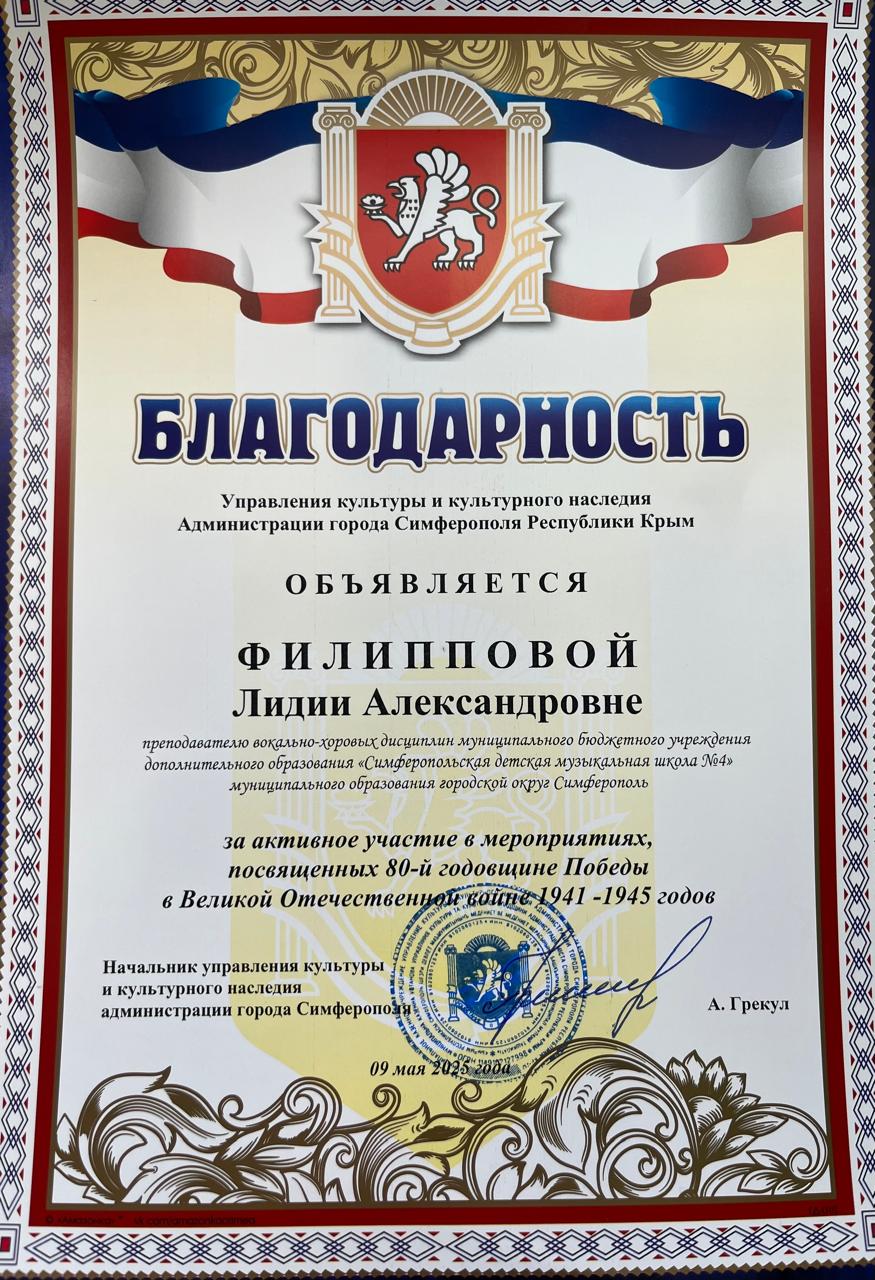 БЛАГОДАРНОСТЬ
Управления культуры и культурного наследия
Администрации города Симферополя Республики Крым
ОБЪЯВЛЯЕТСЯ
ФИЛИППОВОЙ
Лидии Александровне
преподавателю вокально-хоровых дисциплин муниципального бюджетного учреждения
дополнительного образования «Симферопольская детская музыкальная школа №4»
муниципального образования городской округ Симферополь
за активное участие в мероприятиях,
посвященных 80-й годовщине Победы
в Великой Отечественной войне 1941 -1945 годов
Начальник управления культуры
и культурного наследия
администрации города Симферополя
А. Грекул
09 мая 2025 года